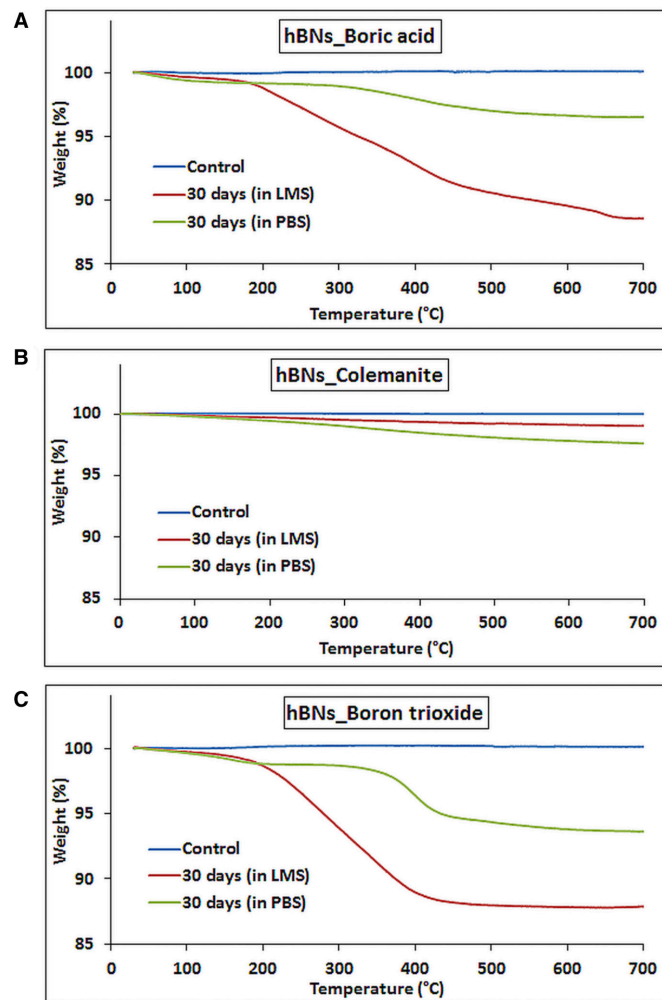 A
hBNs_Boric acid
100
95
90
85
Weight (%)
Control
30 days (in LMS)
30 days (in PBS)
0 100 200 300 400 500 600 700
Temperature (°C)
B
hBNs_Colemanite
100
95
90
85
Weight (%)
Control
30 days (in LMS)
30 days (in PBS)
0 100 200 300 400 500 600 700
Temperature (°C)
C
hBNs_Boron trioxide
100
95
90
85
Weight (%)
Control
30 days (in LMS)
30 days (in PBS)
0 100 200 300 400 500 600 700
Temperature (°C)